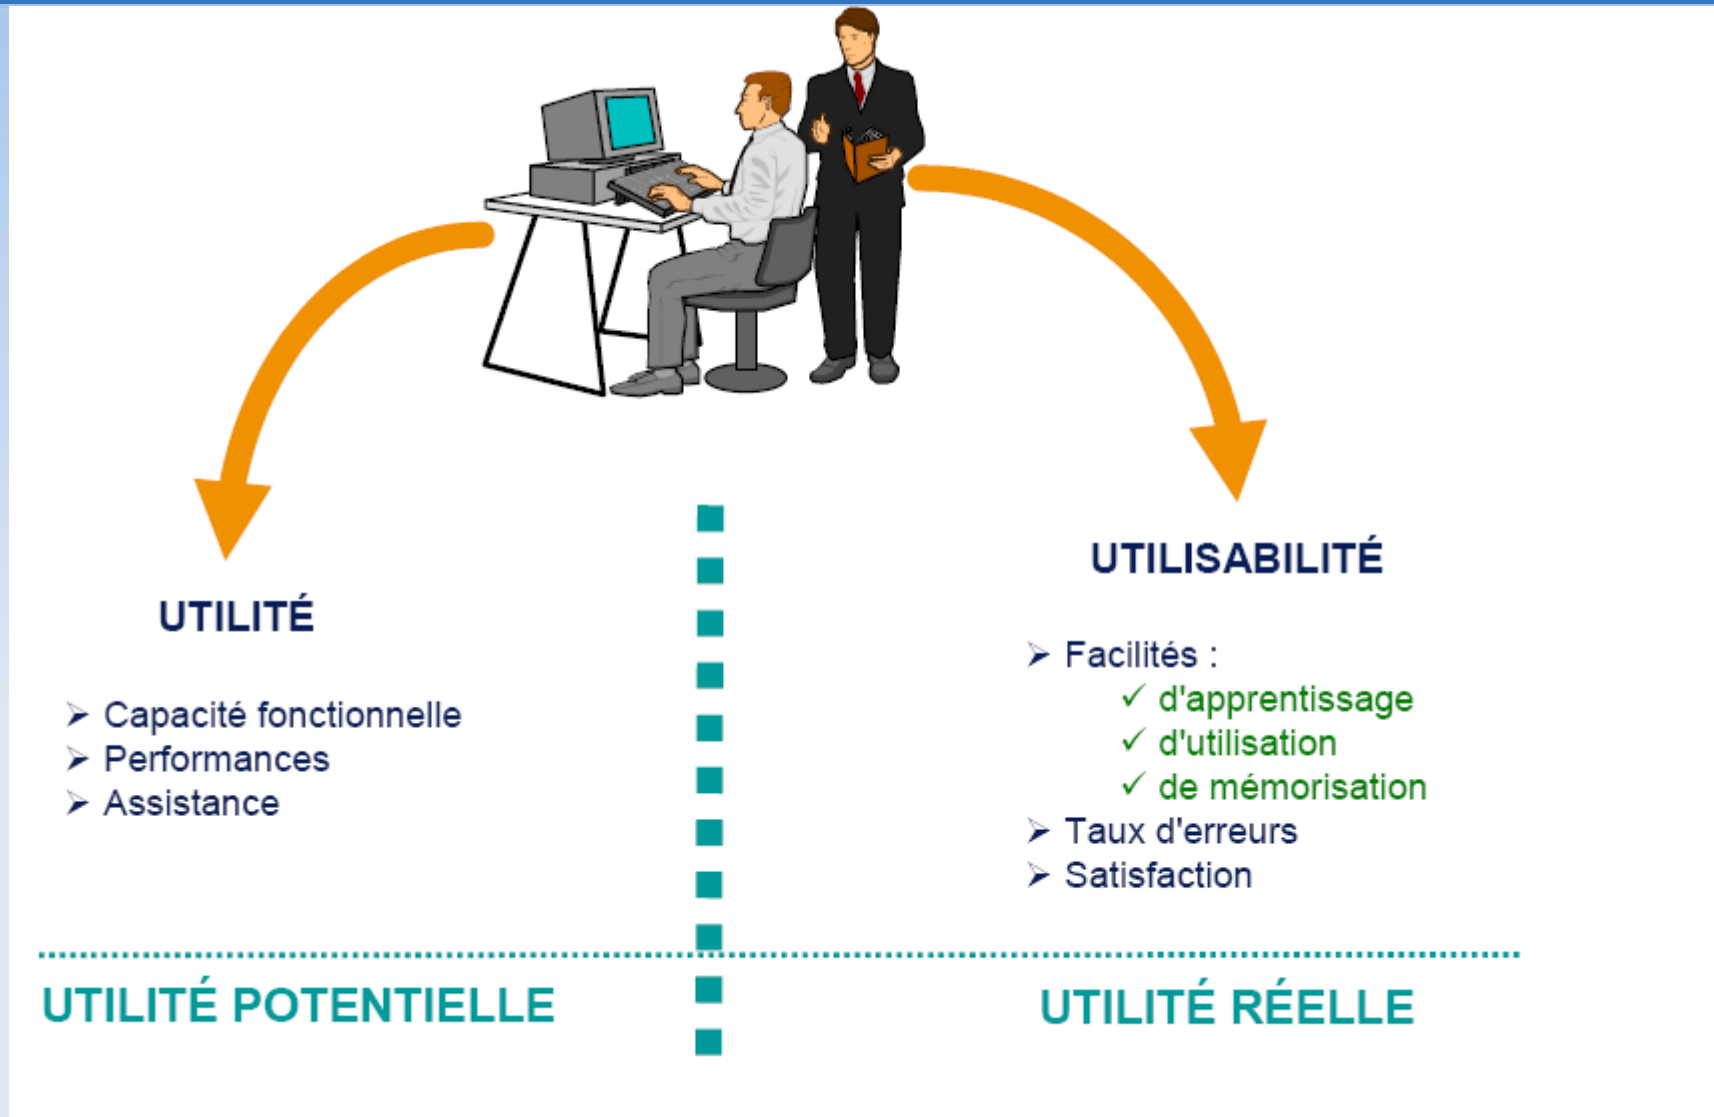 UTILITÉ
➢ Capacité fonctionnelle
➢ Performances
➢ Assistance
UTILITÉ POTENTIELLE
UTILISABILITÉ
➢ Facilités :
✓ d'apprentissage
✓ d'utilisation
✓ de mémorisation
➢ Taux d'erreurs
➢ Satisfaction
UTILITÉ RÉELLE